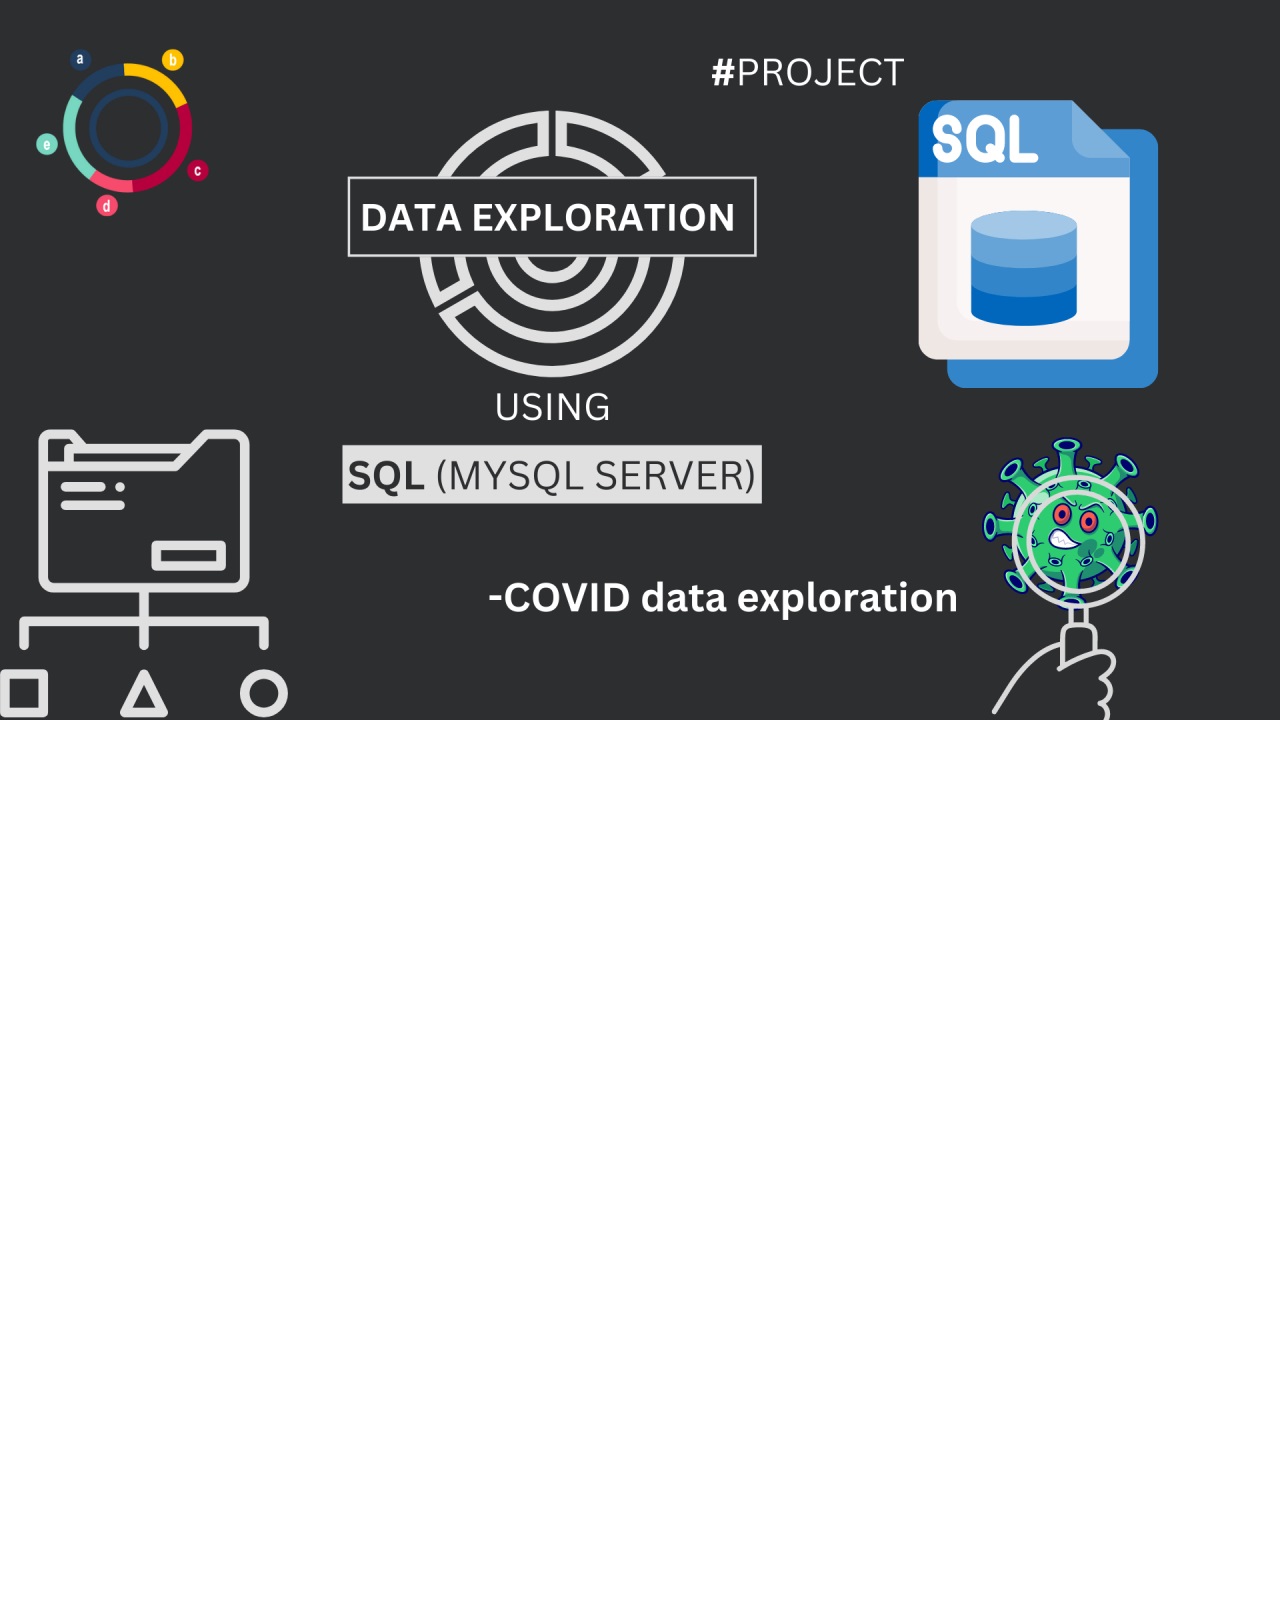 a
b
#PROJECT
SQL
e
c
d
DATA EXPLORATION
USING
SQL (MYSQL SERVER)
-COVID data exploration